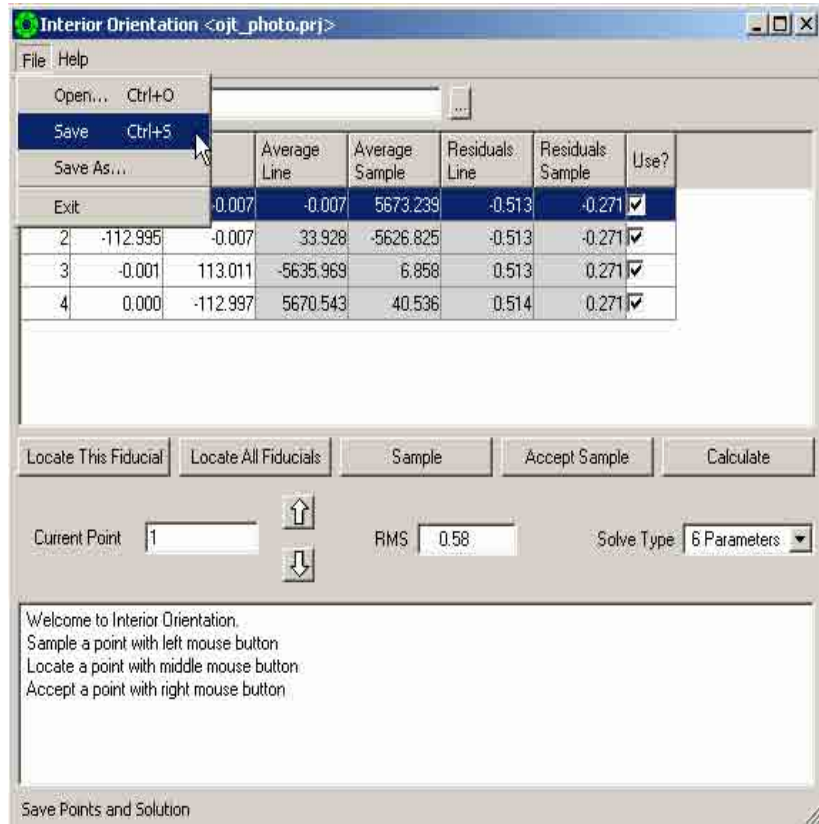 Interior Orientation <ojt_photo.prj>
File Help
Open... Ctrl+O
Save Ctrl+S
Save As...
Exit
...
Average Line Average Sample Residuals Line Residuals Sample Use?
-0.007 -0.007 5673.239 -0.513 -0.271
2 -112.995 -0.007 33.928 -5626.825 -0.513 -0.271
3 -0.001 113.011 -5635.969 6.858 0.513 0.271
4 0.000 -112.997 5670.543 40.536 0.514 0.271
Locate This Fiducial Locate All Fiducials Sample Accept Sample Calculate
Current Point 1 RMS 0.58 Solve Type 6 Parameters
Welcome to Interior Orientation.
Sample a point with left mouse button
Locate a point with middle mouse button
Accept a point with right mouse button
Save Points and Solution